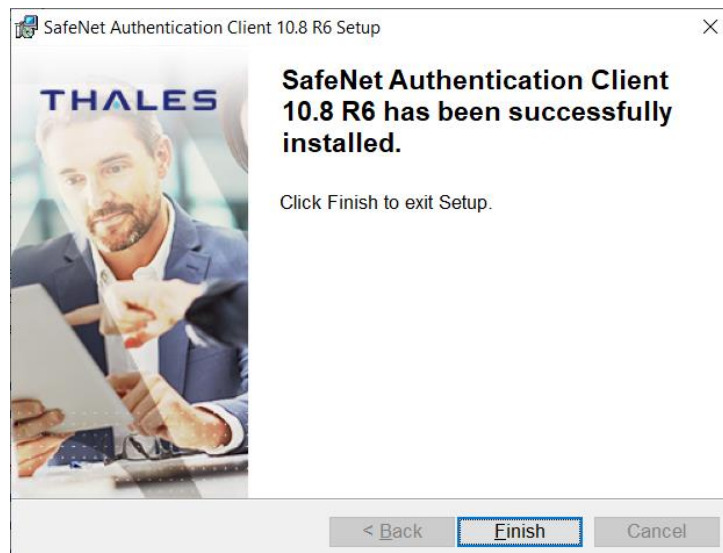 SafeNet Authentication Client 10.8 R6 Setup
THALES
SafeNet Authentication Client
10.8 R6 has been successfully
installed.
Click Finish to exit Setup.
< Back
Finish
Cancel